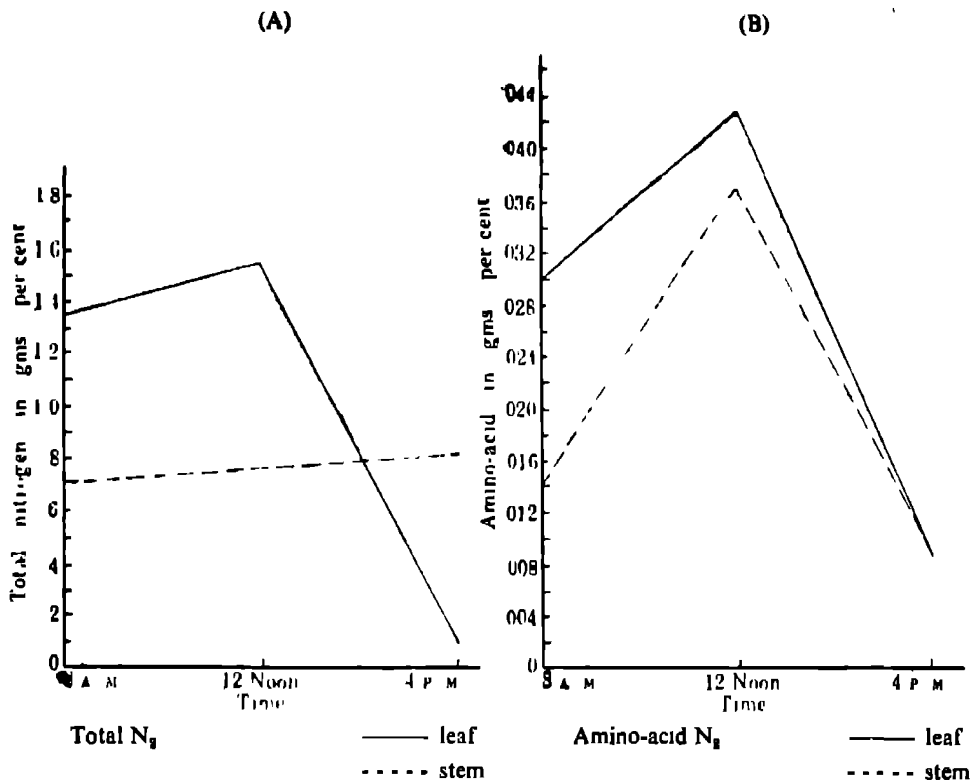 (A)
Total nitrogen in gms per cent
18
16
14
12
10
8
6
4
2
0
A M
12 Noon
4 P M
Time
Total N₂
leaf
stem
(B)
Amino-acid in gms per cent
044
040
036
032
028
024
020
016
012
008
004
0
8 A M
12 Noon
4 P M
Time
Amino-acid N₂
leaf
stem